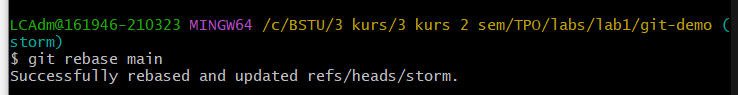 LCAdm@161946-210323 MINGW64 /c/BSTU/3 kurs/3 kurs 2 sem/TPO/labs/lab1/git-demo (
storm)
$ git rebase main
Successfully rebased and updated refs/heads/storm.